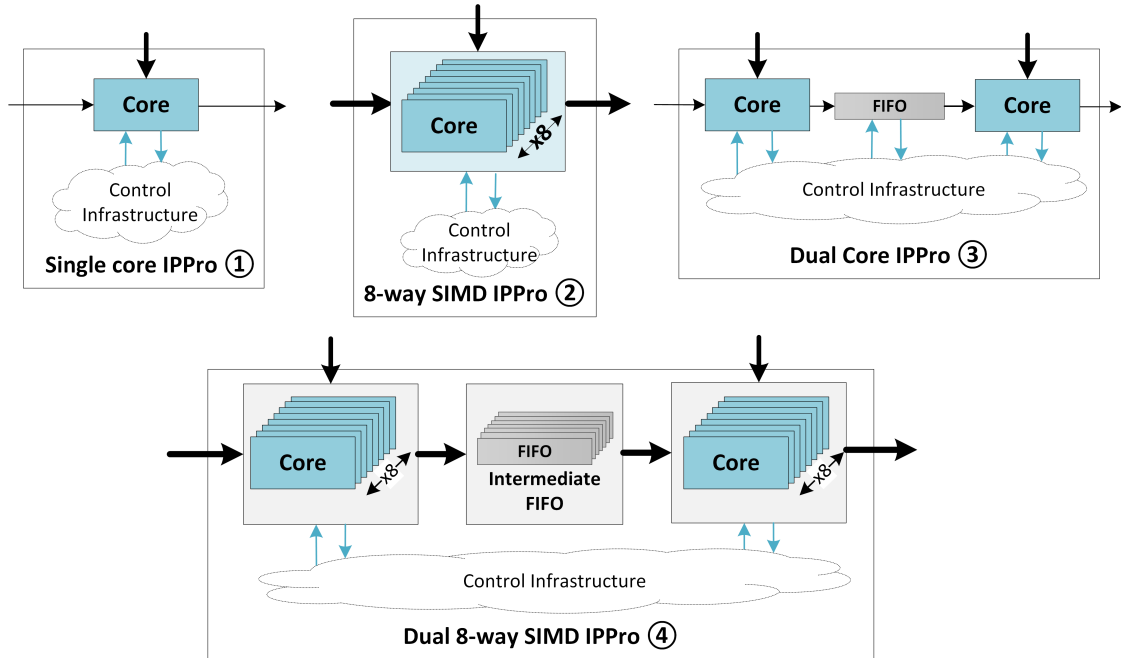 Core
Control
Infrastructure
Single core IPPro ①
Core
x8
Control
Infrastructure
8-way SIMD IPPro ②
Core
FIFO
Core
Control Infrastructure
Dual Core IPPro ③
Core
x8
FIFO
Intermediate
FIFO
Core
x8
Control Infrastructure
Dual 8-way SIMD IPPro ④